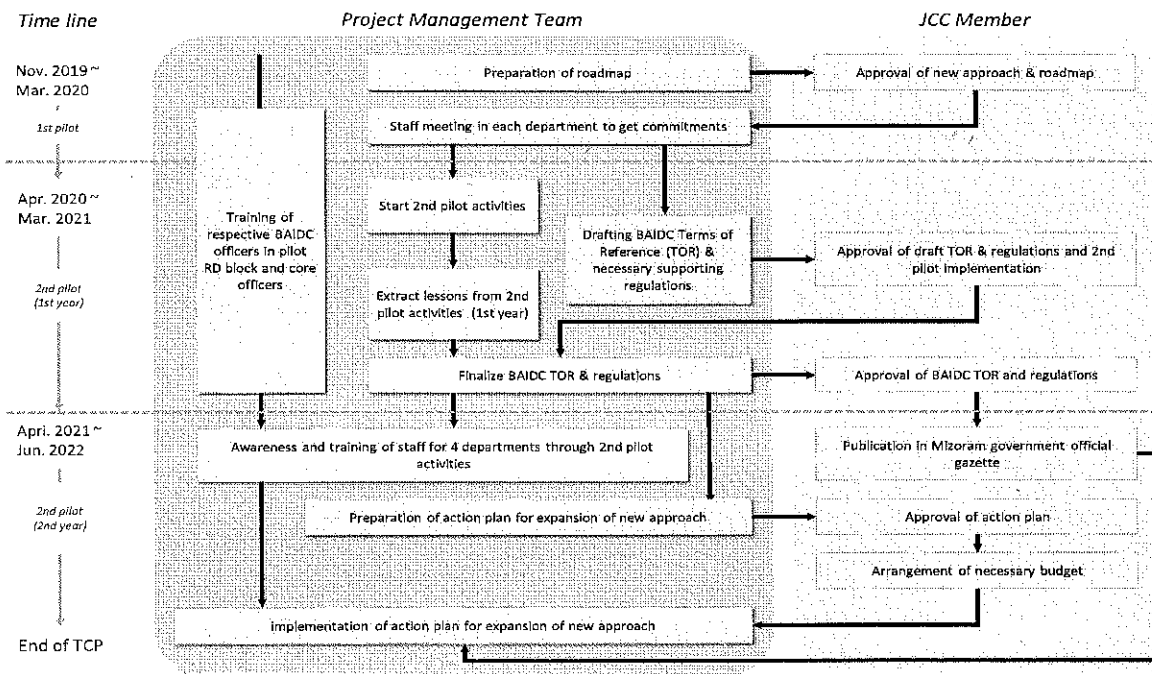 Time line
Project Management Team
JCC Member
Nov. 2019 ~
Mar. 2020
1st pilot
Preparation of roadmap
Approval of new approach & roadmap
Staff meeting in each department to get commitments
Apr. 2020 ~
Mar. 2021
2nd pilot
(1st year)
Training of
respective BAIDC
officers in pilot
RD block and core
officers
Start 2nd pilot activities
Extract lessons from 2nd
pilot activities (1st year)
Drafting BAIDC Terms of
Reference (TOR) &
necessary supporting
regulations
Approval of draft TOR & regulations and 2nd
pilot implementation
Finalize BAIDC TOR & regulations
Approval of BAIDC TOR and regulations
Apri. 2021 ~
Jun. 2022
2nd pilot
(2nd year)
Awareness and training of staff for 4 departments through 2nd pilot
activities
Publication in Mizoram government official
gazette
Preparation of action plan for expansion of new approach
Approval of action plan
Arrangement of necessary budget
Implementation of action plan for expansion of new approach
End of TCP